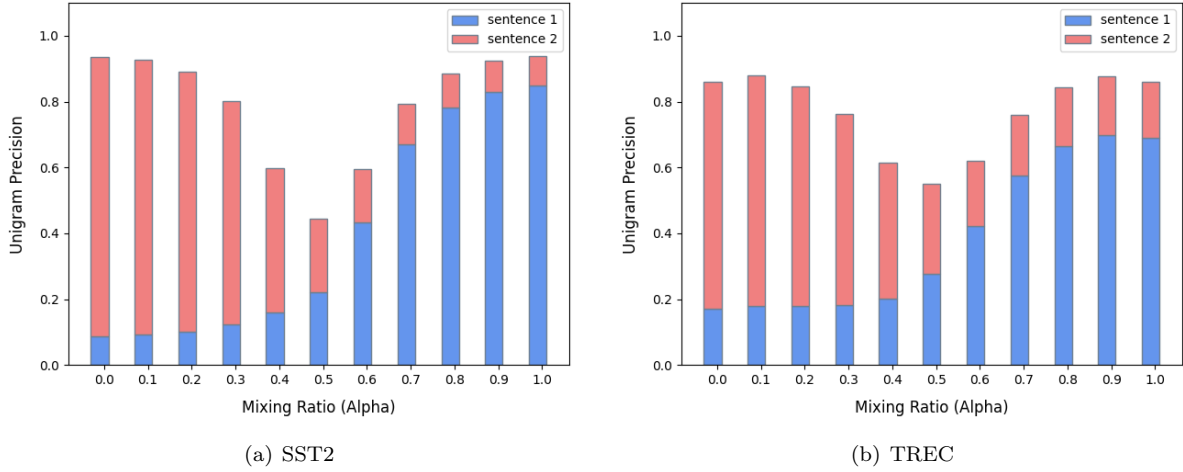 1.0
0.8
0.6
0.4
0.2
0.0
Unigram Precision
sentence 1
sentence 2
0.0 0.1 0.2 0.3 0.4 0.5 0.6 0.7 0.8 0.9 1.0
Mixing Ratio (Alpha)
(a) SST2
1.0
0.8
0.6
0.4
0.2
0.0
Unigram Precision
sentence 1
sentence 2
0.0 0.1 0.2 0.3 0.4 0.5 0.6 0.7 0.8 0.9 1.0
Mixing Ratio (Alpha)
(b) TREC